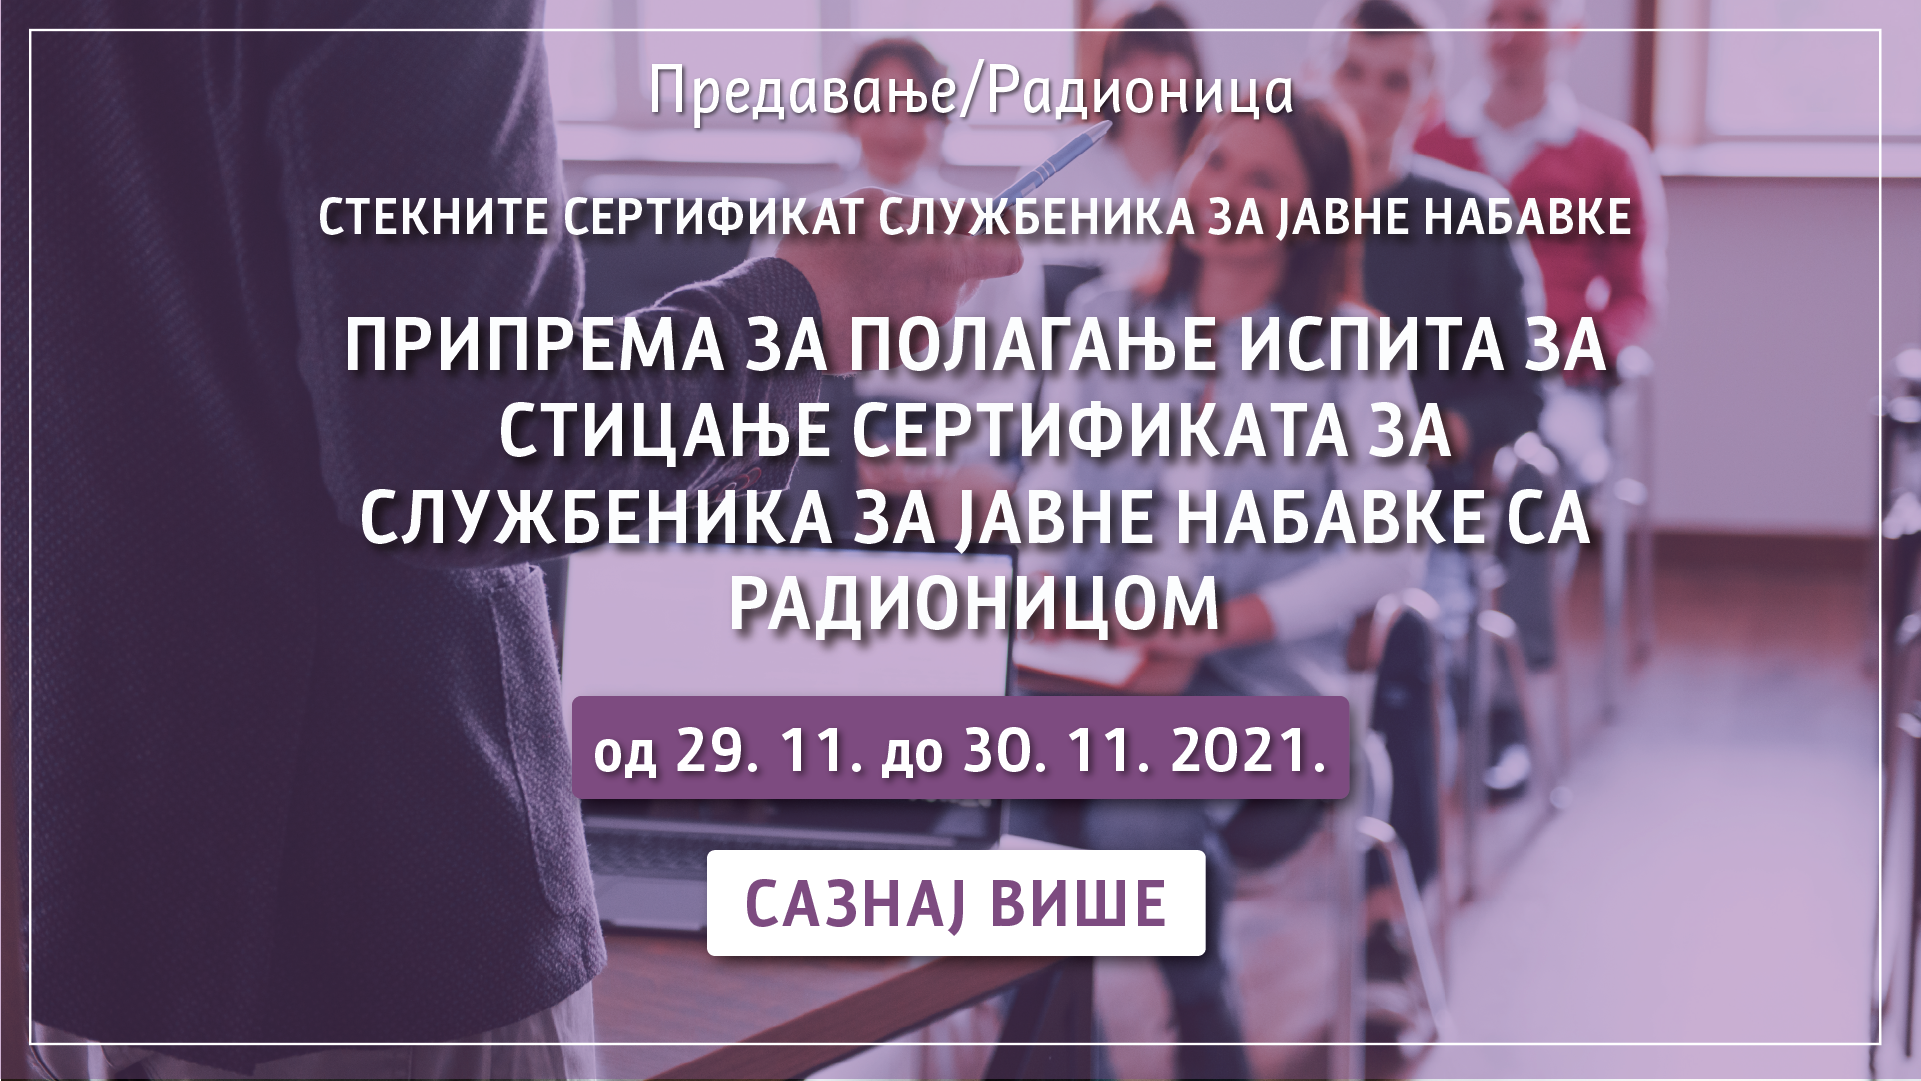 Предавање/Радионица
СТЕКНИТЕ СЕРТИФИКАТ СЛУЖБЕНИКА ЗА ЈАВНЕ НАБАВКЕ
ПРИПРЕМА ЗА ПОЛАГАЊЕ ИСПИТА ЗА
СТИЦАЊЕ СЕРТИФИКАТА ЗА
СЛУЖБЕНИКА ЗА ЈАВНЕ НАБАВКЕ СА
РАДИОНИЦОМ
од 29. 11. до 30. 11. 2021.
САЗНАЈ ВИШЕ